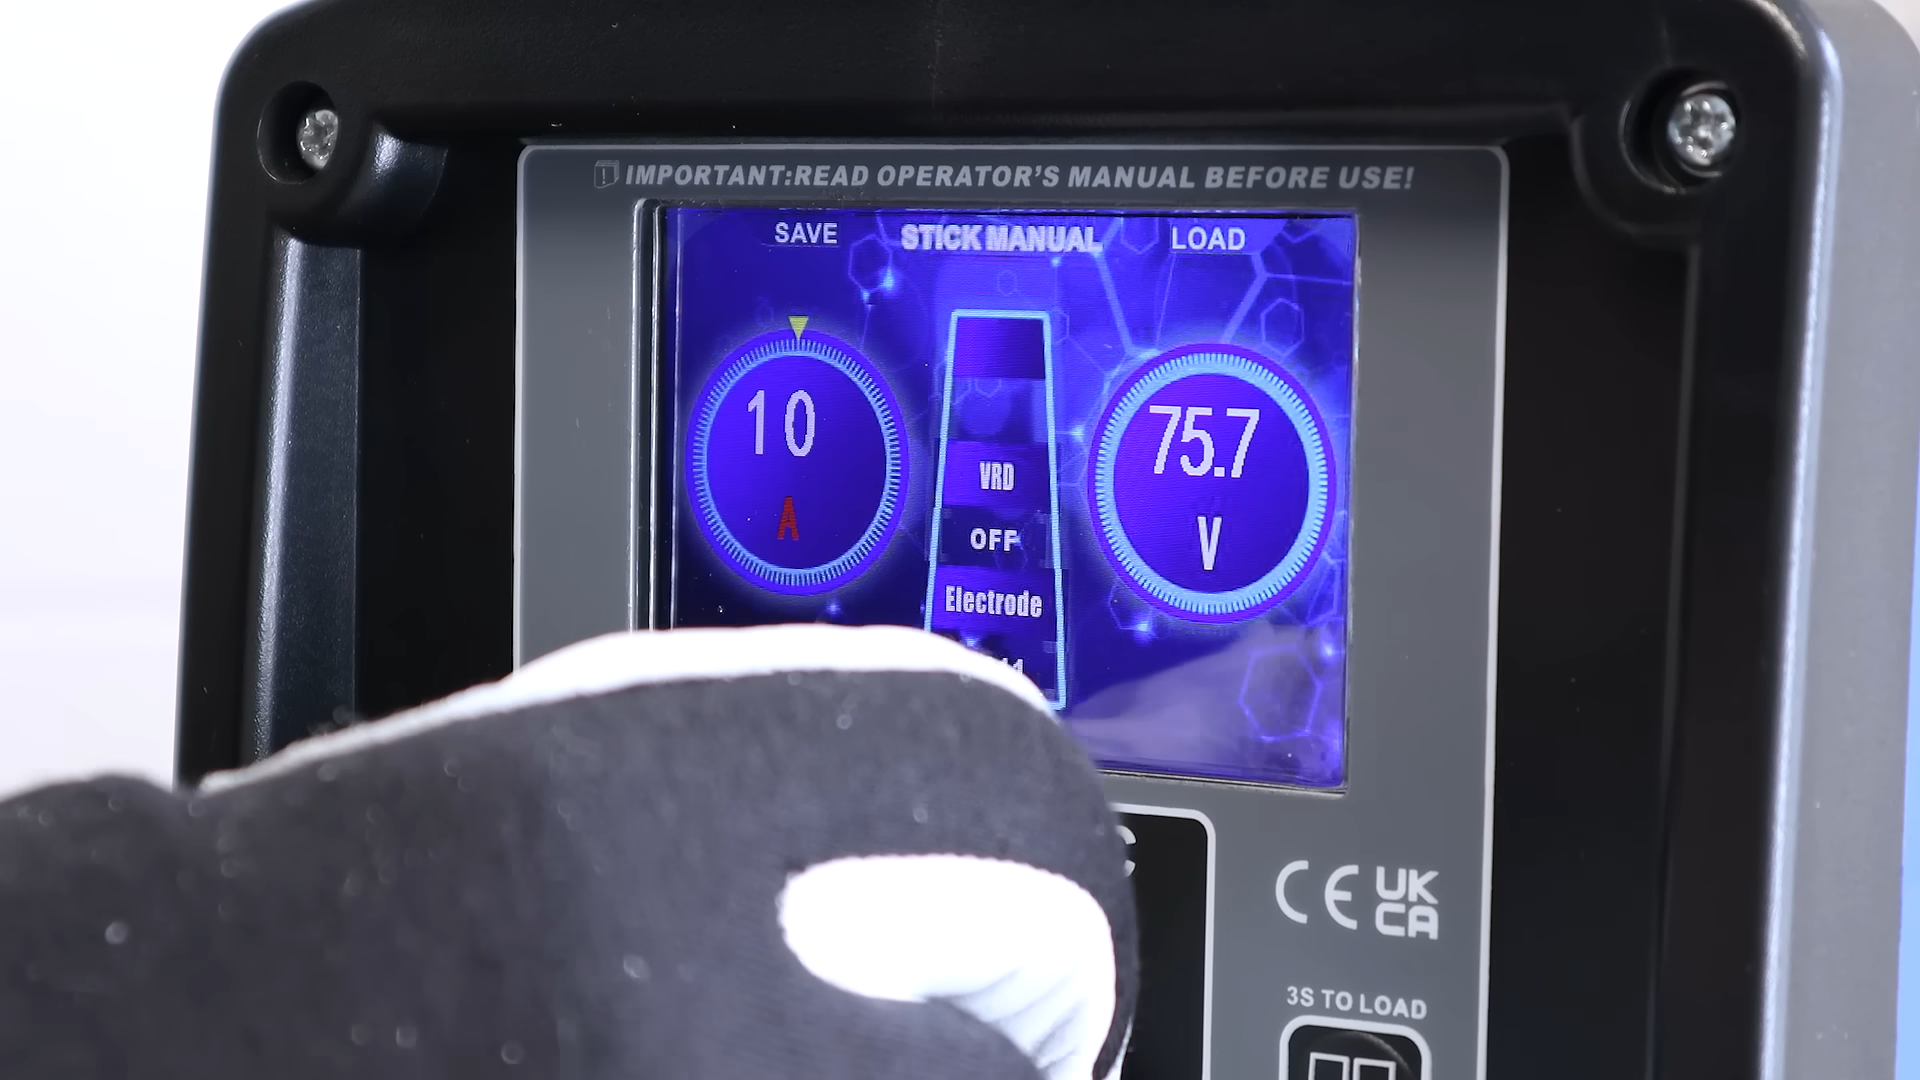 IMPORTANT:READ OPERATOR'S MANUAL BEFORE USE!
SAVE
STICK MANUAL
LOAD
10
A
75.7
V
VRD
OFF
Electrode
CE
UK
CA
3S TO LOAD